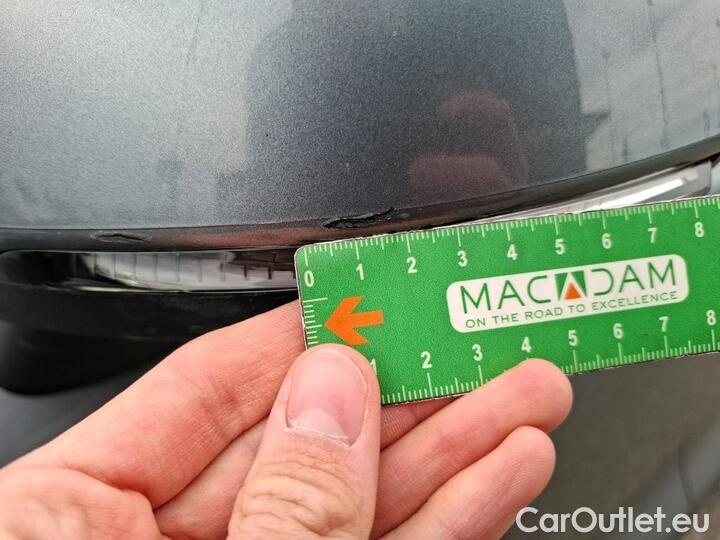 0 1 2 3 4 5 6 7 8
MACADAM
ON THE ROAD TO EXCELLENCE
1 2 3 4 5 6 7 8
CarOutlet.eu